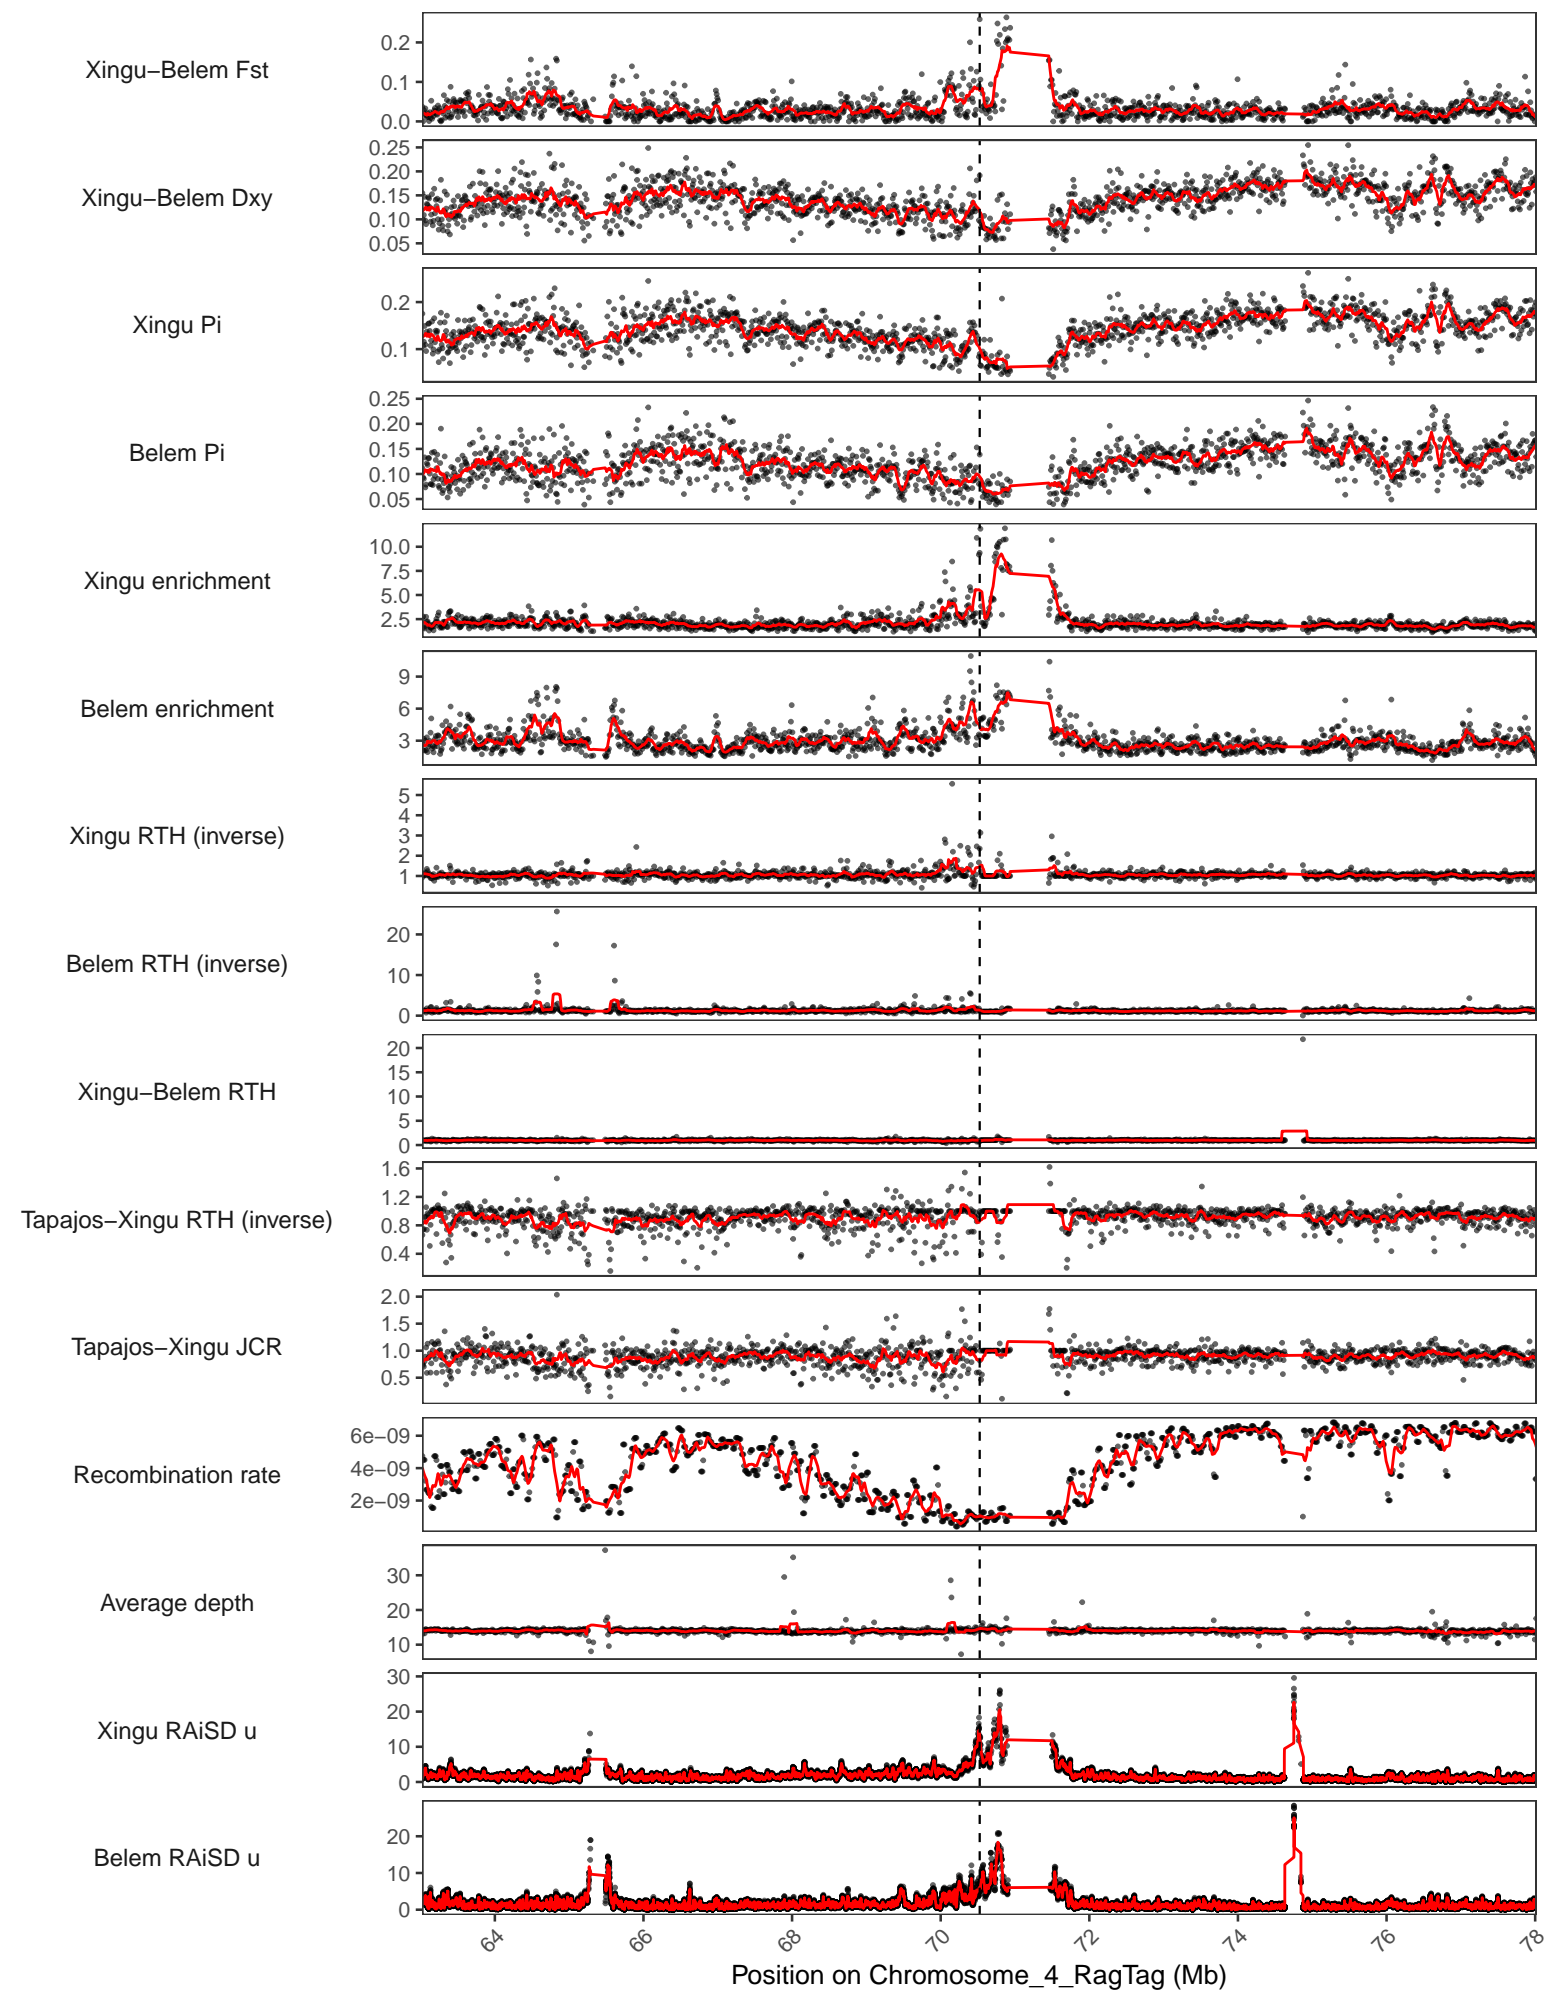 Xingu−Belem Fst
0.2
0.1
0.0
Xingu−Belem Dxy
0.25
0.20
0.15
0.10
0.05
Xingu Pi
0.2
0.1
Belem Pi
0.25
0.20
0.15
0.10
0.05
Xingu enrichment
10.0
7.5
5.0
2.5
Belem enrichment
9
6
3
Xingu RTH (inverse)
5
4
3
2
1
Belem RTH (inverse)
20
10
0
Xingu−Belem RTH
20
15
10
5
0
Tapajos−Xingu RTH (inverse)
1.6
1.2
0.8
0.4
Tapajos−Xingu JCR
2.0
1.5
1.0
0.5
Recombination rate
6e−09
4e−09
2e−09
Average depth
30
20
10
Xingu RAiSD u
30
20
10
0
Belem RAiSD u
20
10
0
64 66 68 70 72 74 76 78
Position on Chromosome_4_RagTag (Mb)